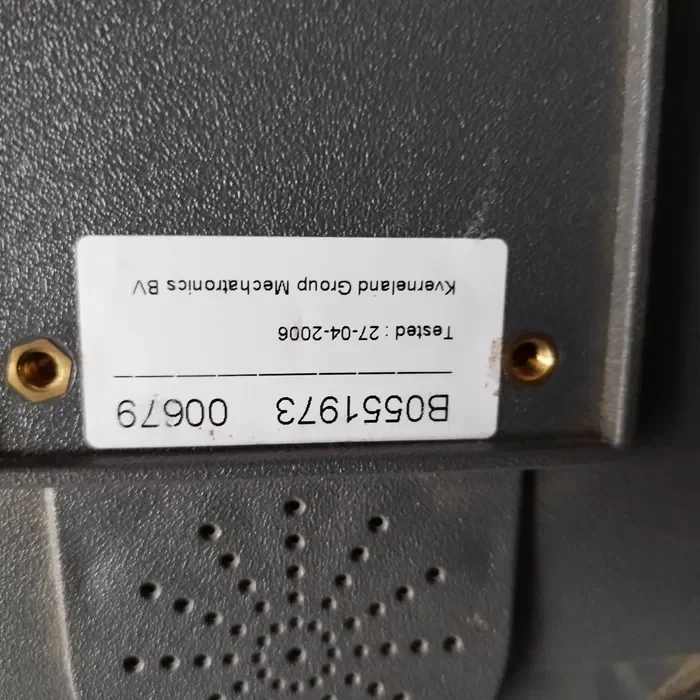 B0551973 00679
Tested : 27-04-2006
Kverneland Group Mechatronics BV